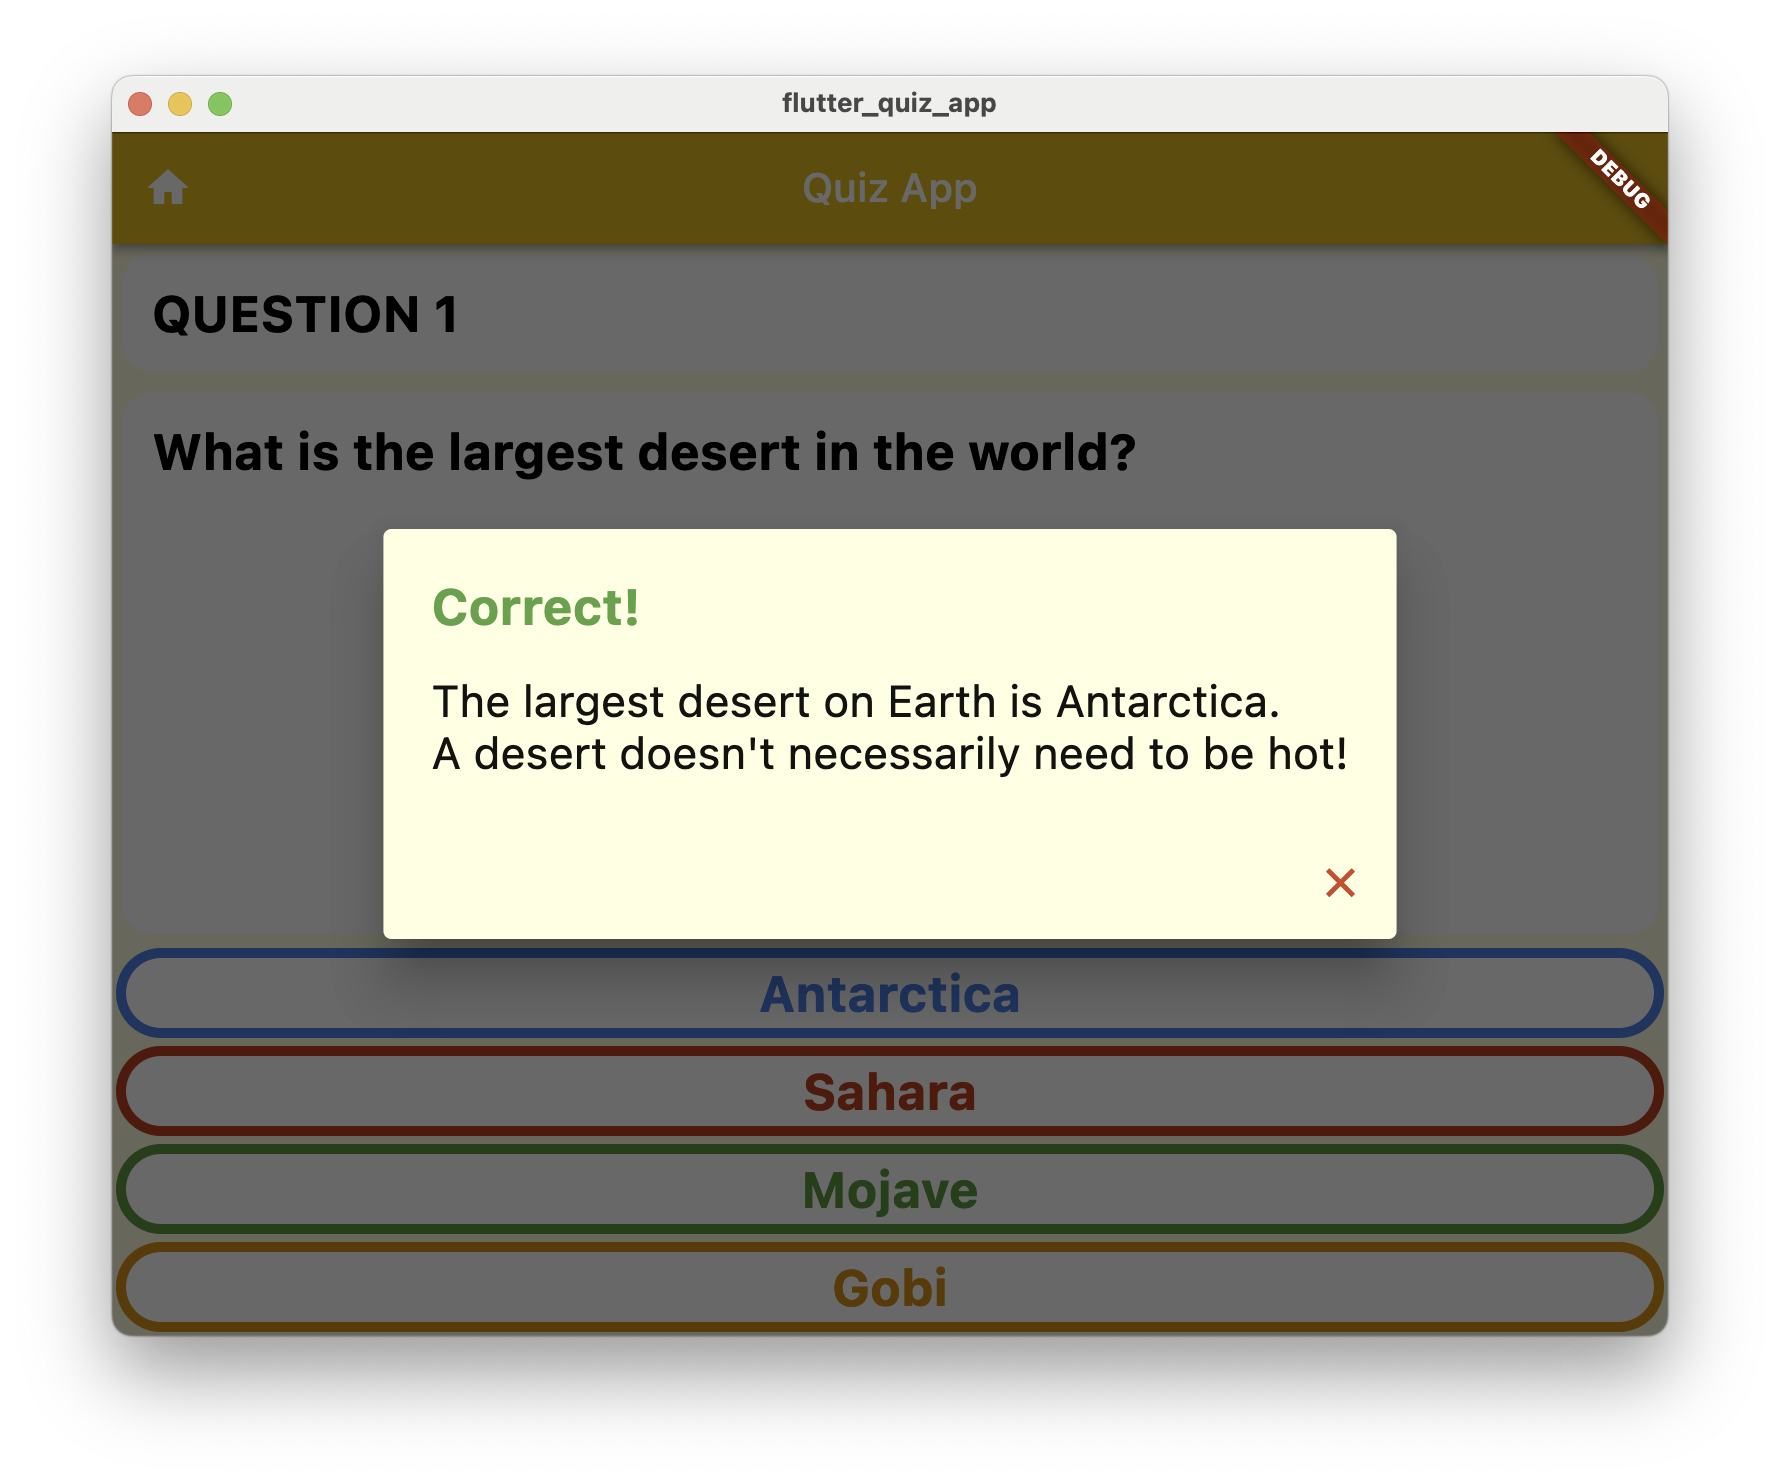 flutter_quiz_app
Quiz App
DEBUG
QUESTION 1
What is the largest desert in the world?
Correct!
The largest desert on Earth is Antarctica.
A desert doesn't necessarily need to be hot!
Antarctica
Sahara
Mojave
Gobi